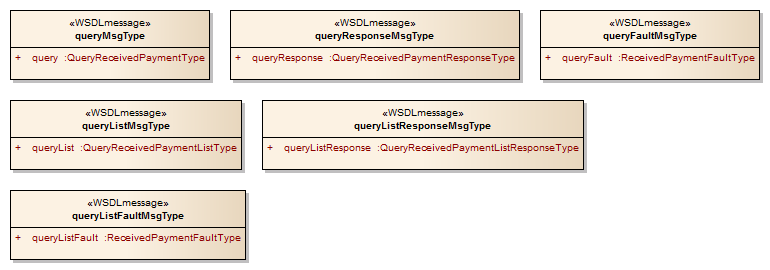 «WSDLmessage»
queryMsgType
+ query :QueryReceivedPaymentType
«WSDLmessage»
queryResponseMsgType
+ queryResponse :QueryReceivedPaymentResponseType
«WSDLmessage»
queryFaultMsgType
+ queryFault :ReceivedPaymentFaultType
«WSDLmessage»
queryListMsgType
+ queryList :QueryReceivedPaymentListType
«WSDLmessage»
queryListResponseMsgType
+ queryListResponse :QueryReceivedPaymentListResponseType
«WSDLmessage»
queryListFaultMsgType
+ queryListFault :ReceivedPaymentFaultType